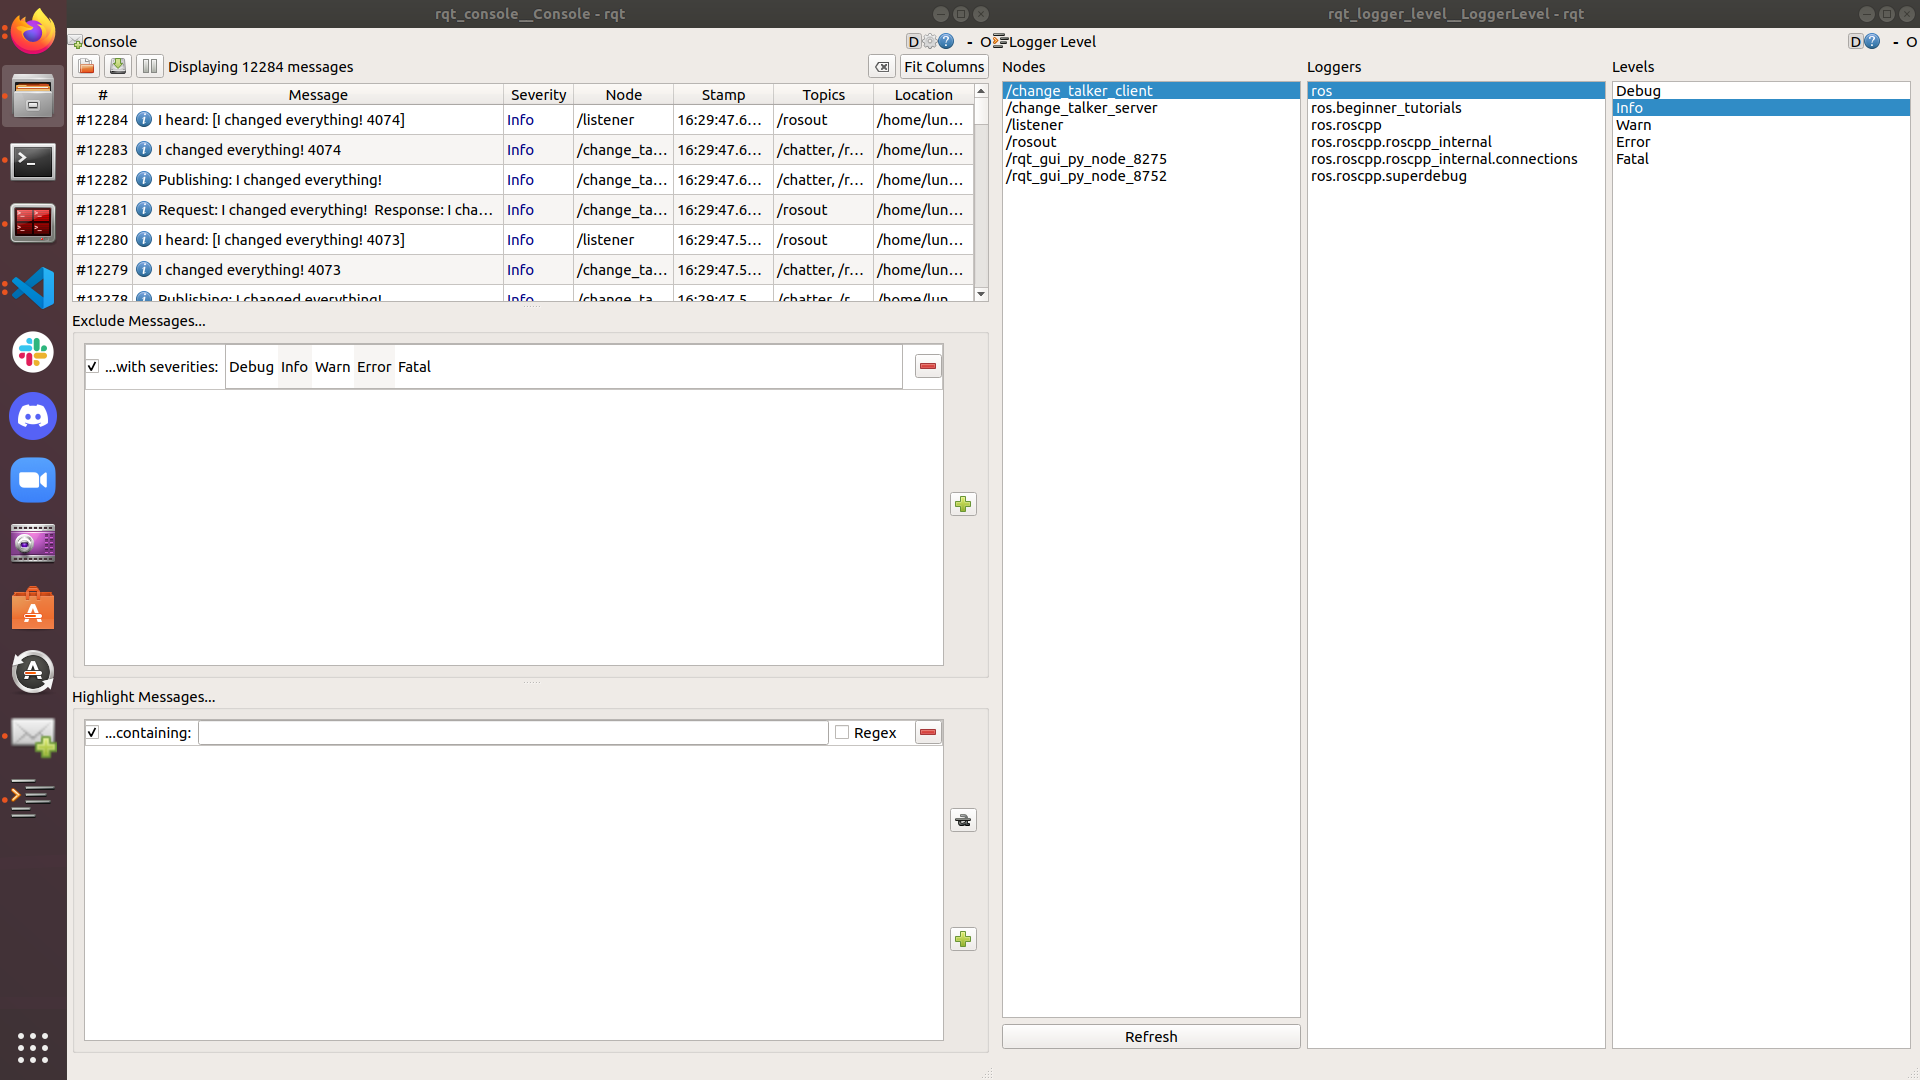 rqt_console__Console - rqt
Console
D
- O
Displaying 12284 messages
Fit Columns
# Message Severity Node Stamp Topics Location
#12284 I heard: [I changed everything! 4074] Info /listener 16:29:47.6... /rosout /home/lun...
#12283 I changed everything! 4074 Info /change_ta... 16:29:47.6... /chatter, /r... /home/lun...
#12282 Publishing: I changed everything! Info /change_ta... 16:29:47.6... /chatter, /r... /home/lun...
#12281 Request: I changed everything! Response: I cha... Info /change_ta... 16:29:47.6... /rosout /home/lun...
#12280 I heard: [I changed everything! 4073] Info /listener 16:29:47.5... /rosout /home/lun...
#12279 I changed everything! 4073 Info /change_ta... 16:29:47.5... /chatter, /r... /home/lun...
#12278 Publishing: I changed everything! Info /change_ta... 16:29:47.5... /chatter, /r... /home/lun...
Exclude Messages...
...with severities: Debug Info Warn Error Fatal
Highlight Messages...
...containing: Regex
rqt_logger_level__LoggerLevel - rqt
Logger Level
D
- O
Nodes
/change_talker_client
/change_talker_server
/listener
/rosout
/rqt_gui_py_node_8275
/rqt_gui_py_node_8752
Refresh
Loggers
ros
ros.beginner_tutorials
ros.roscpp
ros.roscpp.roscpp_internal
ros.roscpp.roscpp_internal.connections
ros.roscpp.superdebug
Levels
Debug
Info
Warn
Error
Fatal